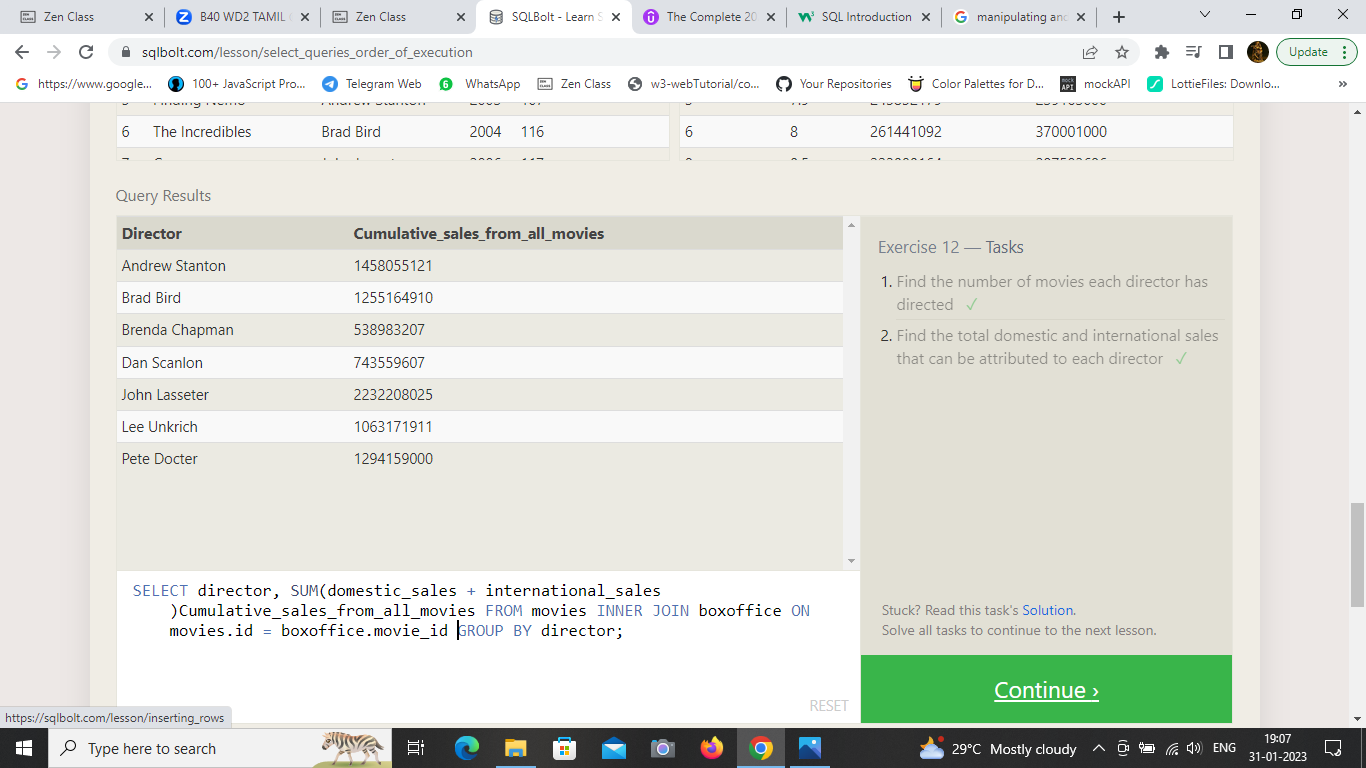 Zen Class
B40 WD2 TAMIL
Zen Class
SQLBolt - Learn S
The Complete 20
SQL Introduction
manipulating and
sqlbolt.com/lesson/select_queries_order_of_execution
Update
https://www.google...
100+ JavaScript Pro...
Telegram Web
WhatsApp
Zen Class
w3-webTutorial/co...
Your Repositories
Color Palettes for D...
mockAPI
LottieFiles: Downlo...
»
6 The Incredibles Brad Bird 2004 116
6 8 261441092 370001000
Query Results
Director Cumulative_sales_from_all_movies
Andrew Stanton 1458055121
Brad Bird 1255164910
Brenda Chapman 538983207
Dan Scanlon 743559607
John Lasseter 2232208025
Lee Unkrich 1063171911
Pete Docter 1294159000
Exercise 12 — Tasks
1. Find the number of movies each director has
directed ✓
2. Find the total domestic and international sales
that can be attributed to each director ✓
SELECT director, SUM(domestic_sales + international_sales
)Cumulative_sales_from_all_movies FROM movies INNER JOIN boxoffice ON
movies.id = boxoffice.movie_id GROUP BY director;
RESET
Stuck? Read this task's Solution.
Solve all tasks to continue to the next lesson.
Continue ›
https://sqlbolt.com/lesson/inserting_rows
Type here to search
29°C Mostly cloudy
ENG
19:07
31-01-2023